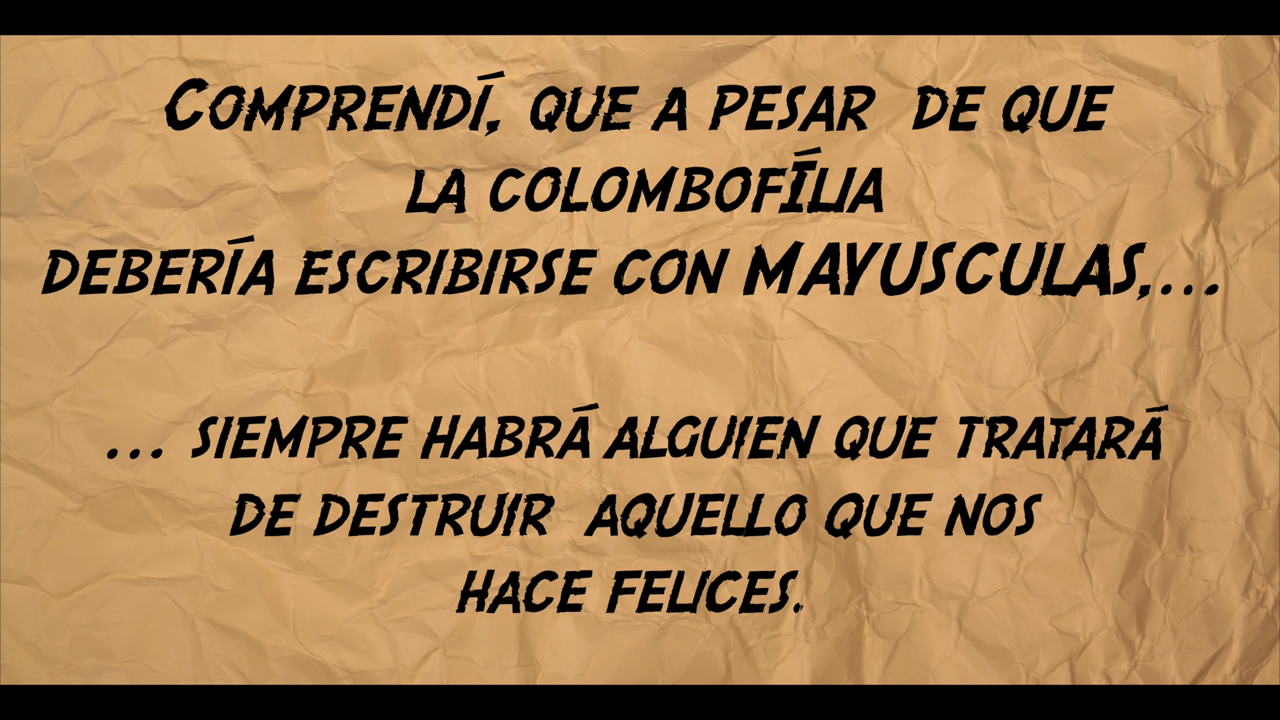 Comprendí, que a pesar de que
la colombofília
debería escribirse con MAYUSCULAS,...
... siempre habrá alguien que tratará
de destruir aquello que nos
hace felices.